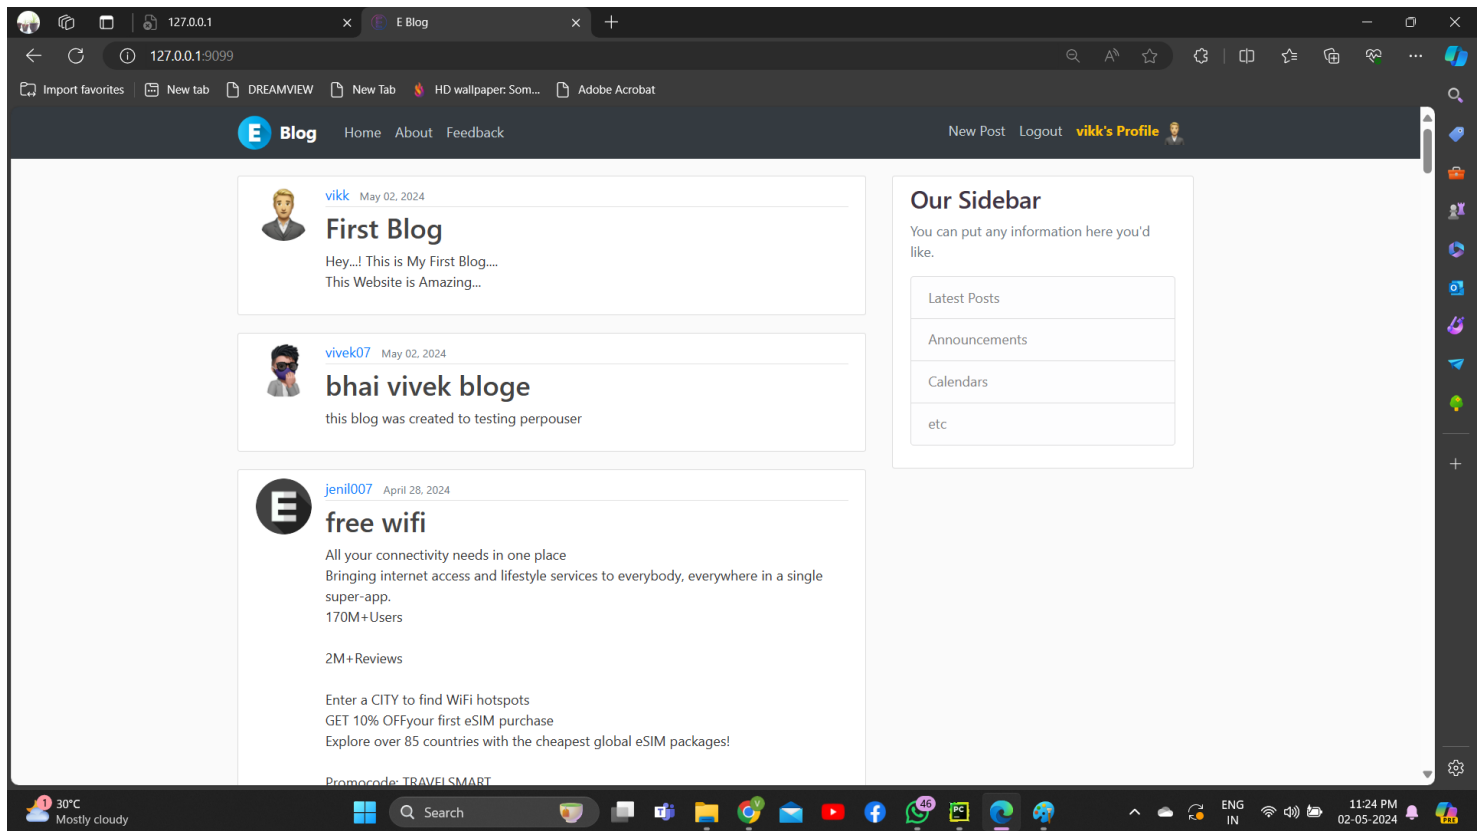 127.0.0.1
E Blog
127.0.0.1:9099
Import favorites
New tab
DREAMVIEW
New Tab
HD wallpaper: Som...
Adobe Acrobat
E Blog
Home About Feedback
New Post Logout vikk's Profile
vikk May 02, 2024
First Blog
Hey...! This is My First Blog....
This Website is Amazing...
vivek07 May 02, 2024
bhai vivek bloge
this blog was created to testing perpouser
E
jenil007 April 28, 2024
free wifi
All your connectivity needs in one place
Bringing internet access and lifestyle services to everybody, everywhere in a single
super-app.
170M+Users
2M+Reviews
Enter a CITY to find WiFi hotspots
GET 10% OFFyour first eSIM purchase
Explore over 85 countries with the cheapest global eSIM packages!
Promocode: TRAVELSMART
Our Sidebar
You can put any information here you'd
like.
Latest Posts
Announcements
Calendars
etc
1
30°C
Mostly cloudy
Search
46
PC
ENG
IN
11:24 PM
02-05-2024
PRE